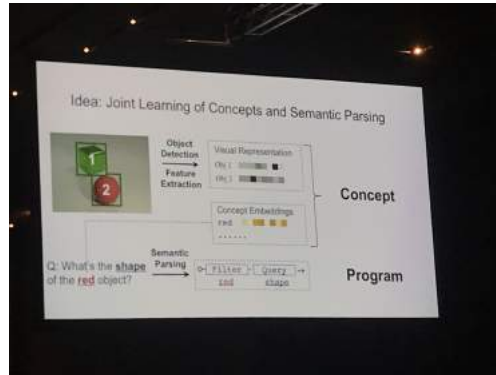 Idea: Joint Learning of Concepts and Semantic Parsing
1
2
Object
Detection
Feature
Extraction
Visual Representation
Obj 1
Obj 2
Concept Embeddings
red
......
Concept
Q: What's the shape
of the red object?
Semantic
Parsing
Filter
Query
red
shape
Program